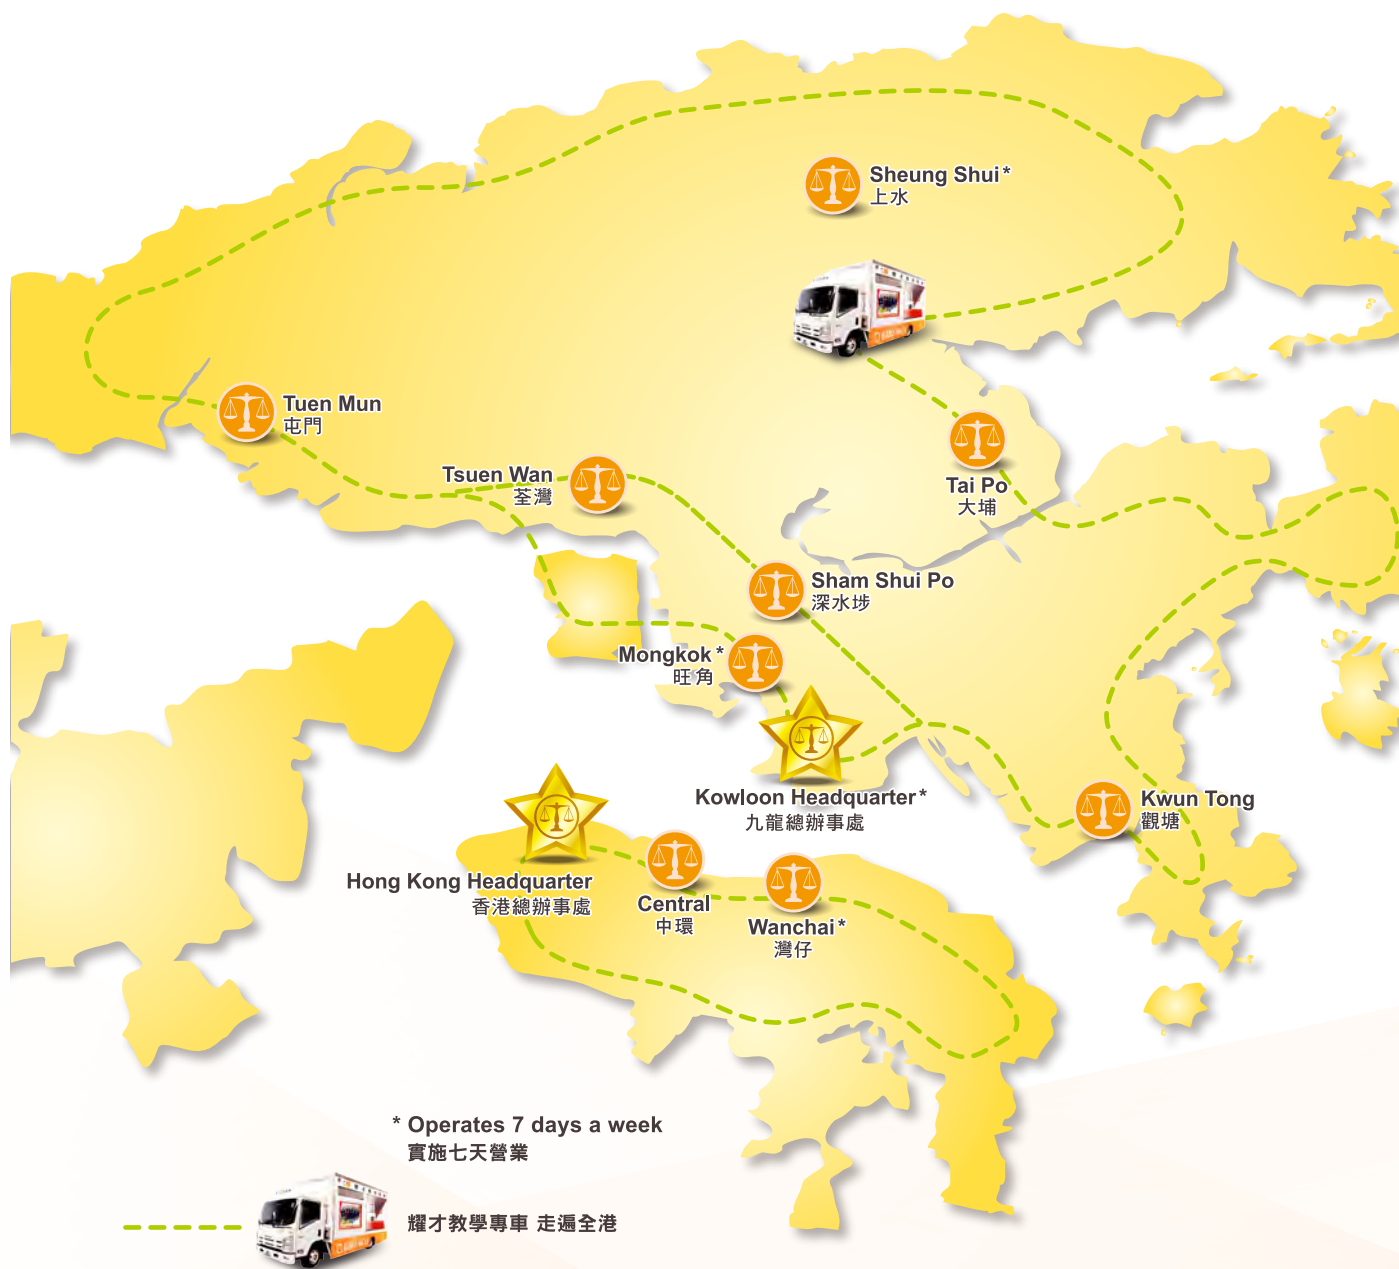 Sheung Shui*
上水
Tuen Mun
屯門
Tsuen Wan
荃灣
Tai Po
大埔
Sham Shui Po
深水埗
Mongkok*
旺角
Kowloon Headquarter*
九龍總辦事處
Kwun Tong
觀塘
Hong Kong Headquarter
香港總辦事處
Central
中環
Wanchai*
灣仔
* Operates 7 days a week
實施七天營業
耀才教學專車 走遍全港